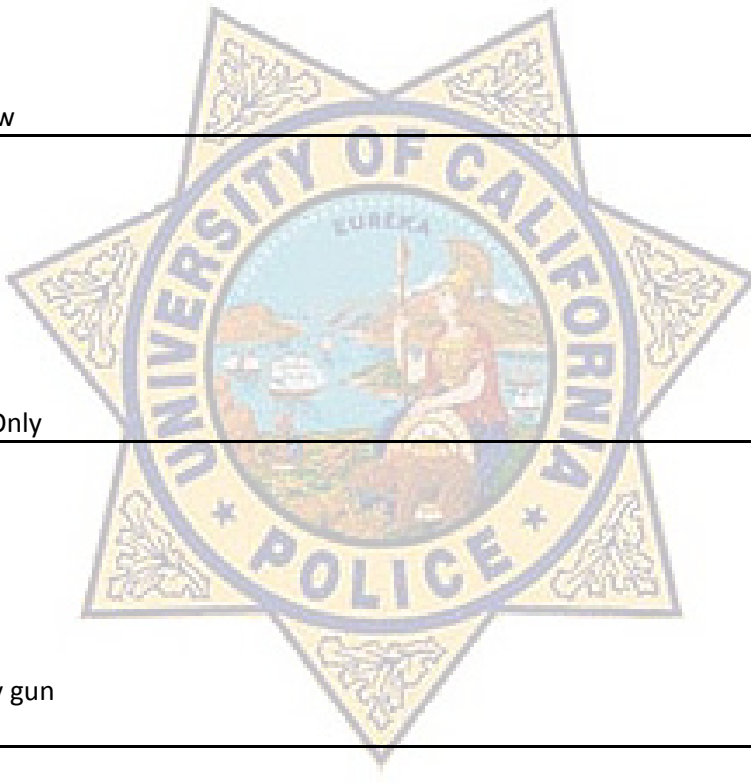 w
UNIVERSITY OF CALIFORNIA
EUREKA
Only
POLICE
y gun